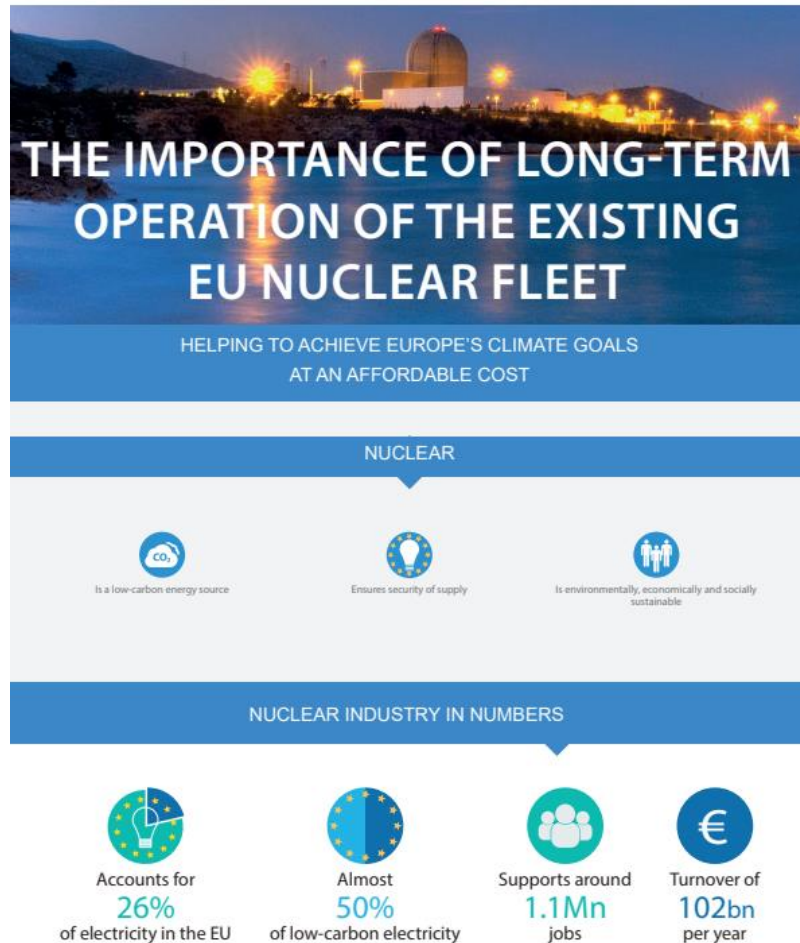 THE IMPORTANCE OF LONG-TERM
OPERATION OF THE EXISTING
EU NUCLEAR FLEET
HELPING TO ACHIEVE EUROPE'S CLIMATE GOALS
AT AN AFFORDABLE COST
NUCLEAR
CO₂
Is a low-carbon energy source
Ensures security of supply
Is environmentally, economically and socially
sustainable
NUCLEAR INDUSTRY IN NUMBERS
Accounts for
26%
of electricity in the EU
Almost
50%
of low-carbon electricity
Supports around
1.1Mn
jobs
€
Turnover of
102bn
per year